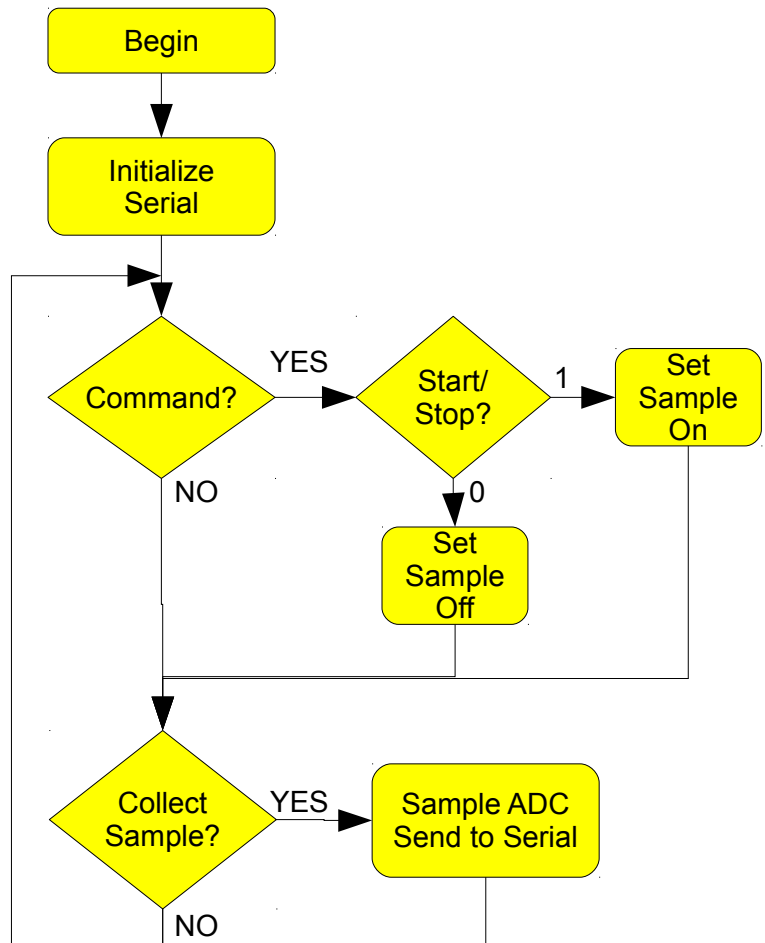 Begin
Initialize
Serial
Command?
YES
Start/
Stop?
1
Set
Sample
On
NO
0
Set
Sample
Off
Collect
Sample?
YES
Sample ADC
Send to Serial
NO